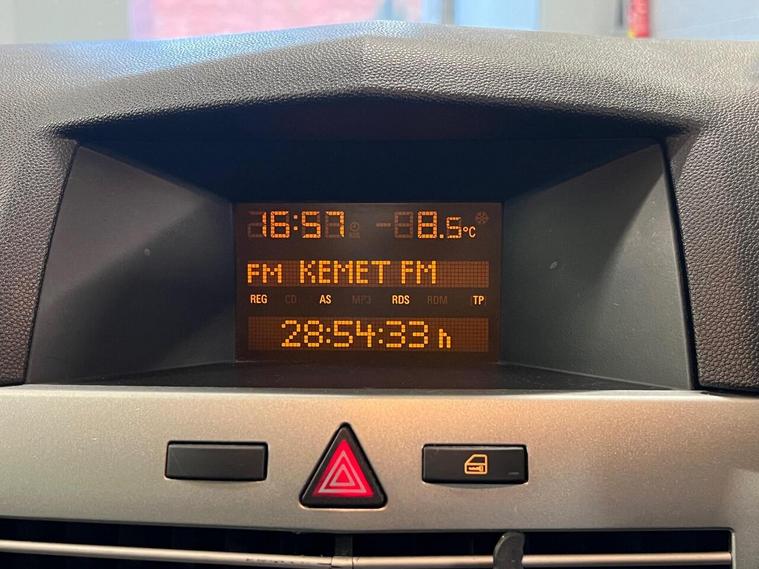 16:57 8.5°C
FM KEMET FM
REG CD AS MP3 RDS RDM [TP]
28:54:33 h